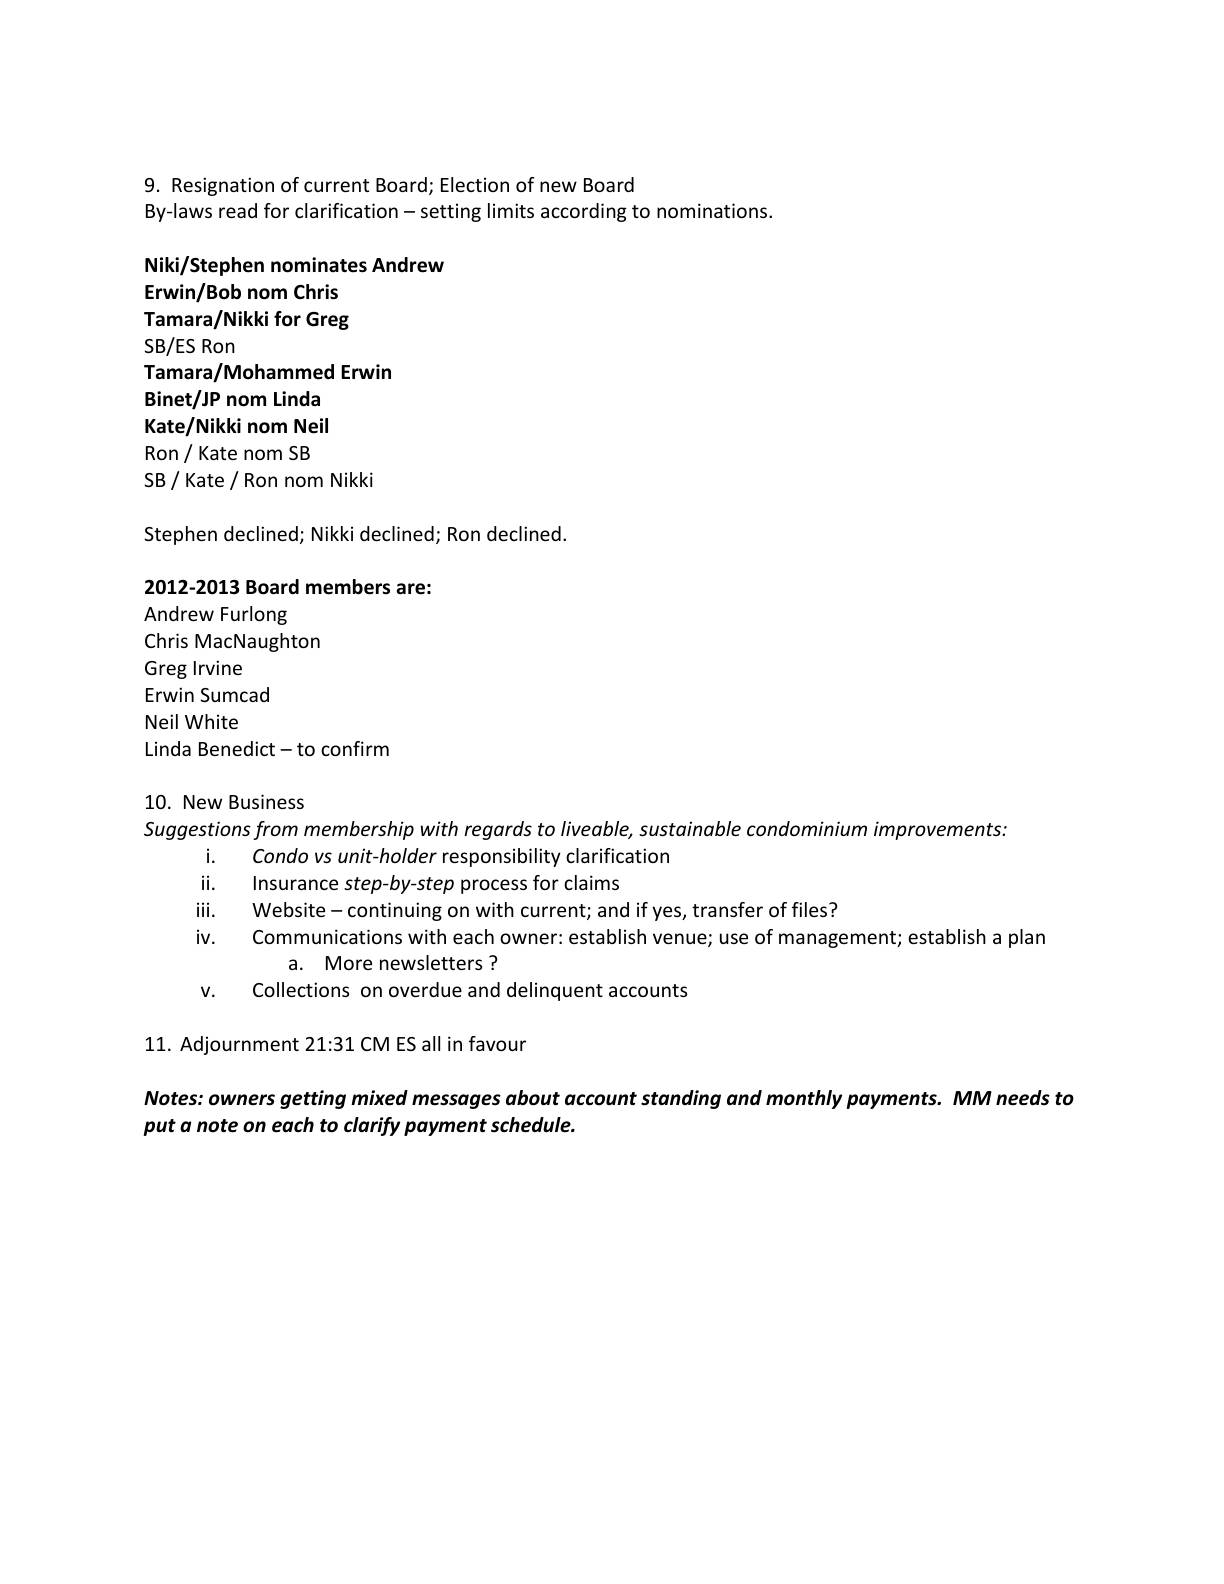 9. Resignation of current Board; Election of new Board
By-laws read for clarification – setting limits according to nominations.
Niki/Stephen nominates Andrew
Erwin/Bob nom Chris
Tamara/Nikki for Greg
SB/ES Ron
Tamara/Mohammed Erwin
Binet/JP nom Linda
Kate/Nikki nom Neil
Ron / Kate nom SB
SB / Kate / Ron nom Nikki
Stephen declined; Nikki declined; Ron declined.
2012-2013 Board members are:
Andrew Furlong
Chris MacNaughton
Greg Irvine
Erwin Sumcad
Neil White
Linda Benedict – to confirm
10. New Business
Suggestions from membership with regards to liveable, sustainable condominium improvements:
i. Condo vs unit-holder responsibility clarification
ii. Insurance step-by-step process for claims
iii. Website – continuing on with current; and if yes, transfer of files?
iv. Communications with each owner: establish venue; use of management; establish a plan
a. More newsletters ?
v. Collections on overdue and delinquent accounts
11. Adjournment 21:31 CM ES all in favour
Notes: owners getting mixed messages about account standing and monthly payments. MM needs to
put a note on each to clarify payment schedule.